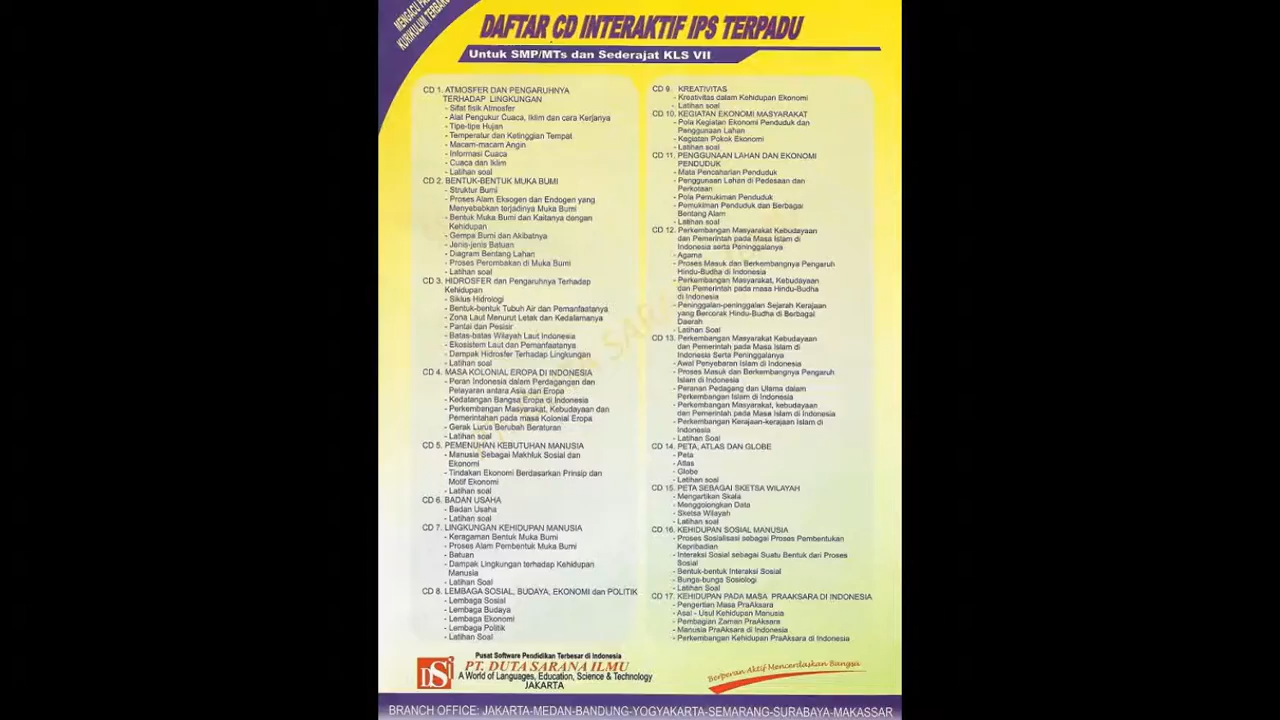 MENGACU PADA
KURIKULUM TERBARU
DAFTAR CD INTERAKTIF IPS TERPADU
Untuk SMP/MTs dan Sederajat KLS VII
CD 1. ATMOSFER DAN PENGARUHNYA
TERHADAP LINGKUNGAN
- Sifat fisik Atmosfer
- Alat Pengukur Cuaca, Iklim dan cara Kerjanya
- Tipe-tipe Hujan
- Temperatur dan Ketinggian Tempat
- Macam-macam Angin
- Informasi Cuaca
- Cuaca dan Iklim
- Latihan soal
CD 2. BENTUK-BENTUK MUKA BUMI
- Struktur Bumi
- Proses Alam Eksogen dan Endogen yang
Menyebabkan terjadinya Muka Bumi
- Bentuk Muka Bumi dan Kaitanya dengan
Kehidupan
- Gempa Bumi dan Akibatnya
- Jenis-jenis Batuan
- Diagram Bentang Lahan
- Proses Perombakan di Muka Bumi
- Latihan soal
CD 3. HIDROSFER dan Pengaruhnya Terhadap
Kehidupan
- Siklus Hidrologi
- Bentuk-bentuk Tubuh Air dan Pemanfaatanya
- Zona Laut Menurut Letak dan Kedalamanya
- Pantai dan Pesisir
- Batas-batas Wilayah Laut Indonesia
- Ekosistem Laut dan Pemanfaatanya
- Dampak Hidrosfer Terhadap Lingkungan
- Latihan soal
CD 4. MASA KOLONIAL EROPA DI INDONESIA
- Peran Indonesia dalam Perdagangan dan
Pelayaran antara Asia dan Eropa
- Kedatangan Bangsa Eropa di Indonesia
- Perkembangan Masyarakat, Kebudayaan dan
Pemerintahan pada masa Kolonial Eropa
- Gerak Lurus Berubah Beraturan
- Latihan soal
CD 5. PEMENUHAN KEBUTUHAN MANUSIA
- Manusia Sebagai Makhluk Sosial dan
Ekonomi
- Tindakan Ekonomi Berdasarkan Prinsip dan
Motif Ekonomi
- Latihan soal
CD 6. BADAN USAHA
- Badan Usaha
- Latihan soal
CD 7. LINGKUNGAN KEHIDUPAN MANUSIA
- Keragaman Bentuk Muka Bumi
- Proses Alam Pembentuk Muka Bumi
- Batuan
- Dampak Lingkungan terhadap Kehidupan
Manusia
- Latihan Soal
CD 8. LEMBAGA SOSIAL, BUDAYA, EKONOMI dan POLITIK
- Lembaga Sosial
- Lembaga Budaya
- Lembaga Ekonomi
- Lembaga Politik
- Latihan Soal
CD 9. KREATIVITAS
- Kreativitas dalam Kehidupan Ekonomi
- Latihan soal
CD 10. KEGIATAN EKONOMI MASYARAKAT
- Pola Kegiatan Ekonomi Penduduk dan
Penggunaan Lahan
- Kegiatan Pokok Ekonomi
- Latihan soal
CD 11. PENGGUNAAN LAHAN DAN EKONOMI
PENDUDUK
- Mata Pencaharian Penduduk
- Penggunaan Lahan di Pedesaan dan
Perkotaan
- Pola Pemukiman Penduduk
- Pemukiman Penduduk dan Berbagai
Bentang Alam
- Latihan soal
CD 12. Perkembangan Masyarakat Kebudayaan
dan Pemerintah pada Masa Islam di
Indonesia serta Peninggalanya
- Agama
- Proses Masuk dan Berkembangnya Pengaruh
Hindu-Budha di Indonesia
- Perkembangan Masyarakat, Kebudayaan
dan Pemerintah pada masa Hindu-Budha
di Indonesia
- Peninggalan-peninggalan Sejarah Kerajaan
yang Bercorak Hindu-Budha di Berbagai
Daerah
- Latihan Soal
CD 13. Perkembangan Masyarakat Kebudayaan
dan Pemerintah pada Masa Islam di
Indonesia Serta Peninggalanya
- Awal Penyebaran Islam di Indonesia
- Proses Masuk dan Berkembangnya Pengaruh
Islam di Indonesia
- Peranan Pedagang dan Ulama dalam
Perkembangan Islam di Indonesia
- Perkembangan Masyarakat, kebudayaan
dan Pemerintah pada Masa Islam di Indonesia
- Perkembangan Kerajaan-kerajaan Islam di
Indonesia
- Latihan Soal
CD 14. PETA, ATLAS DAN GLOBE
- Peta
- Atlas
- Globe
- Latihan soal
CD 15. PETA SEBAGAI SKETSA WILAYAH
- Mengartikan Skala
- Menggolongkan Data
- Sketsa Wilayah
- Latihan soal
CD 16. KEHIDUPAN SOSIAL MANUSIA
- Proses Sosialisasi sebagai Proses Pembentukan
Kepribadian
- Interaksi Sosial sebagai Suatu Bentuk dari Proses
Sosial
- Bentuk-bentuk Interaksi Sosial
- Bunga-bunga Sosiologi
- Latihan Soal
CD 17. KEHIDUPAN PADA MASA PRAAKSARA DI INDONESIA
- Pengertian Masa PraAksara
- Asal - Usul Kehidupan Manusia
- Pembagian Zaman PraAksara
- Manusia PraAksara di Indonesia
- Perkembangan Kehidupan PraAksara di Indonesia
DSI
Pusat Software Pendidikan Terbesar di Indonesia
PT. DUTA SARANA ILMU
A World of Languages, Education, Science & Technology
JAKARTA
Berperan Aktif Mencerdaskan Bangsa
BRANCH OFFICE: JAKARTA-MEDAN-BANDUNG-YOGYAKARTA-SEMARANG-SURABAYA-MAKASSAR